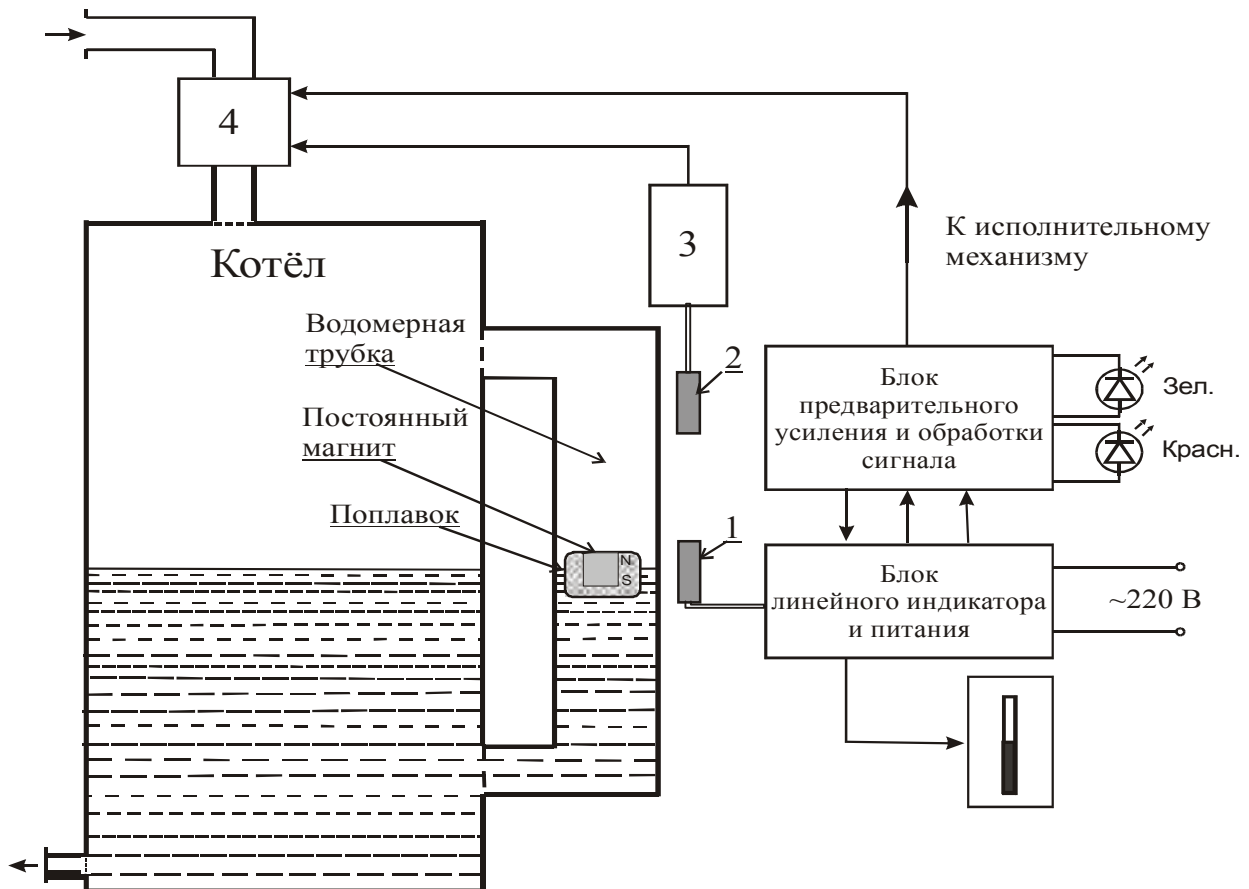 4
К исполнительному
механизму
3
Котёл
Водомерная
трубка
2
Блок
предварительного
усиления и обработки
сигнала
Зел.
Красн.
Постоянный
магнит
Поплавок
N
S
1
Блок
линейного индикатора
и питания
~220 В